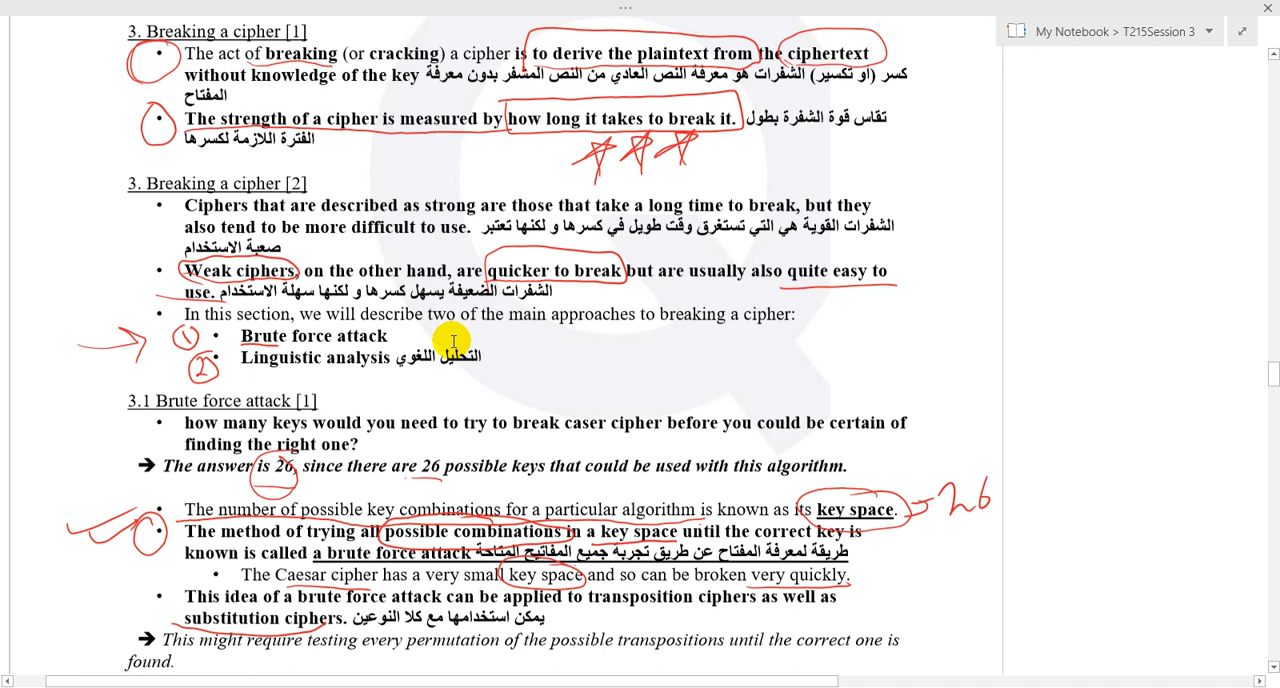 My Notebook > T215Session 3
3. Breaking a cipher [1]
• The act of breaking (or cracking) a cipher is to derive the plaintext from the ciphertext
without knowledge of the key كسر (او تكسير) الشفرات هو معرفة النص العادي من النص المشفر بدون معرفة
المفتاح
• The strength of a cipher is measured by how long it takes to break it. تقاس قوة الشفرة بطول
الفترة اللازمة لكسرها
3. Breaking a cipher [2]
• Ciphers that are described as strong are those that take a long time to break, but they
also tend to be more difficult to use. الشفرات القوية هي التي تستغرق وقت طويل في كسرها و لكنها تعتبر
صعبة الاستخدام
• Weak ciphers, on the other hand, are quicker to break but are usually also quite easy to
use. الشفرات الضعيفة يسهل كسرها و لكنها سهلة الاستخدام
• In this section, we will describe two of the main approaches to breaking a cipher:
1 • Brute force attack
2 • Linguistic analysis التحليل اللغوي
3.1 Brute force attack [1]
• how many keys would you need to try to break caser cipher before you could be certain of
finding the right one?
➔ The answer is 26, since there are 26 possible keys that could be used with this algorithm.
• The number of possible key combinations for a particular algorithm is known as its key space. = 26
• The method of trying all possible combinations in a key space until the correct key is
known is called a brute force attack طريقة لمعرفة المفتاح عن طريق تجربة جميع المفاتيح المتاحة
• The Caesar cipher has a very small key space and so can be broken very quickly.
• This idea of a brute force attack can be applied to transposition ciphers as well as
substitution ciphers. يمكن استخدامها مع كلا النوعين
➔ This might require testing every permutation of the possible transpositions until the correct one is
found.